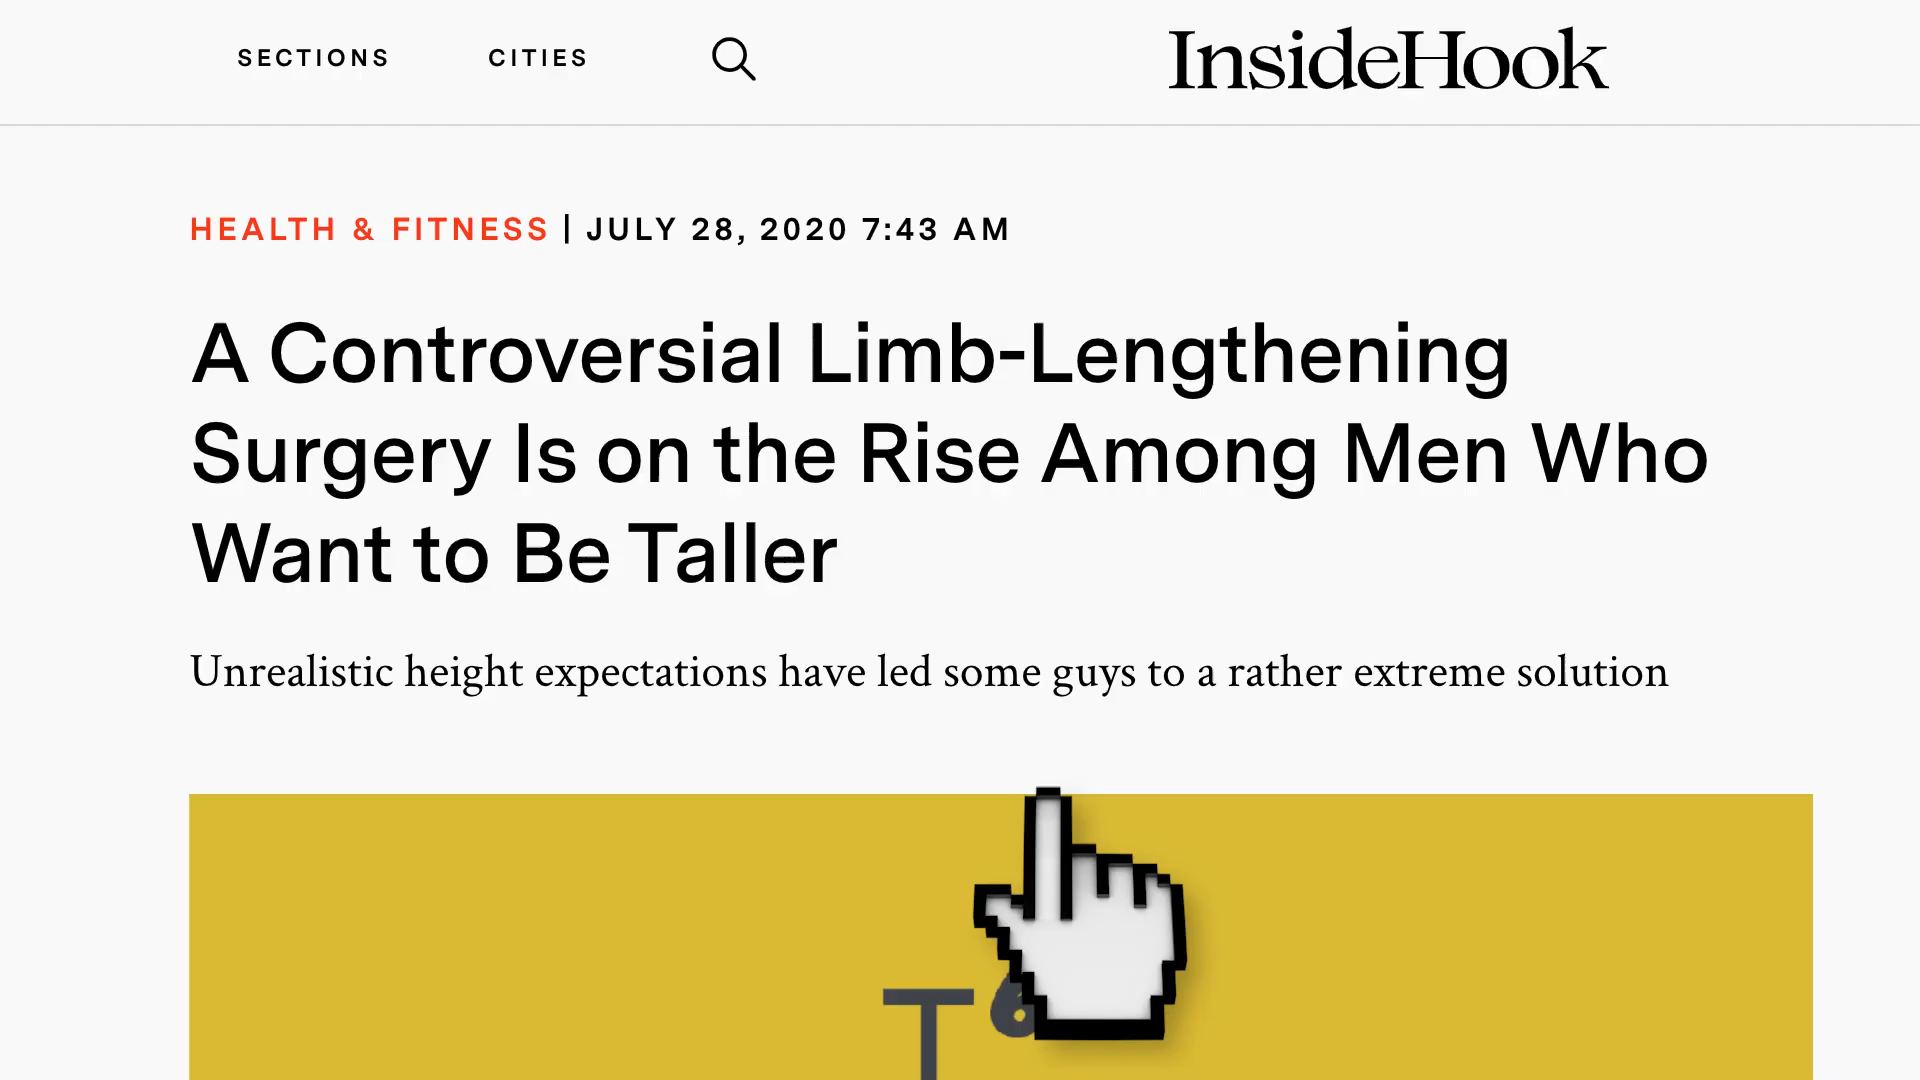 SECTIONS CITIES InsideHook
HEALTH & FITNESS | JULY 28, 2020 7:43 AM
A Controversial Limb-Lengthening
Surgery Is on the Rise Among Men Who
Want to Be Taller
Unrealistic height expectations have led some guys to a rather extreme solution
6